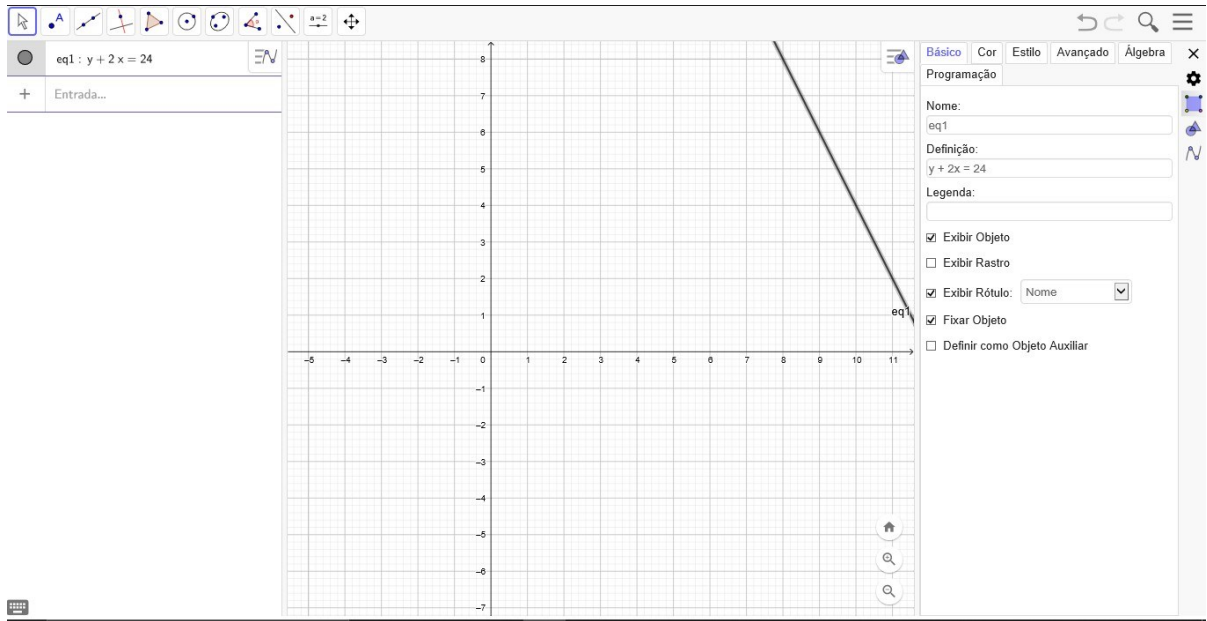 A
a=2
eq1 : y + 2 x = 24
Entrada...
8
7
6
5
4
3
2
1
eq1
–5 –4 –3 –2 –1 0 1 2 3 4 5 6 7 8 9 10 11
–1
–2
–3
–4
–5
–6
–7
Básico Cor Estilo Avançado Álgebra
Programação
Nome:
eq1
Definição:
y + 2x = 24
Legenda:
Exibir Objeto
Exibir Rastro
Exibir Rótulo: Nome
Fixar Objeto
Definir como Objeto Auxiliar